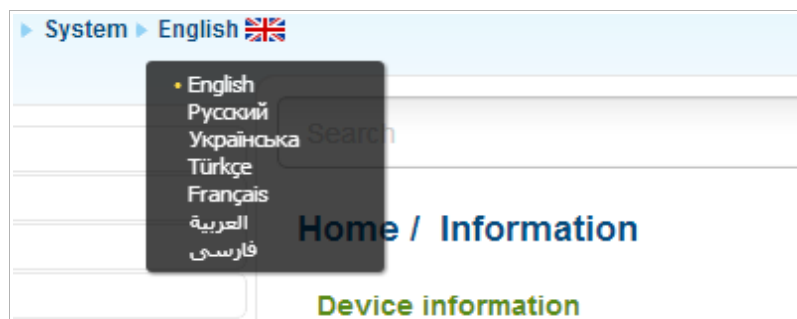 System English
• English
Русский
Українська
Türkçe
Français
العربية
فارسی
Search
Home / Information
Device information